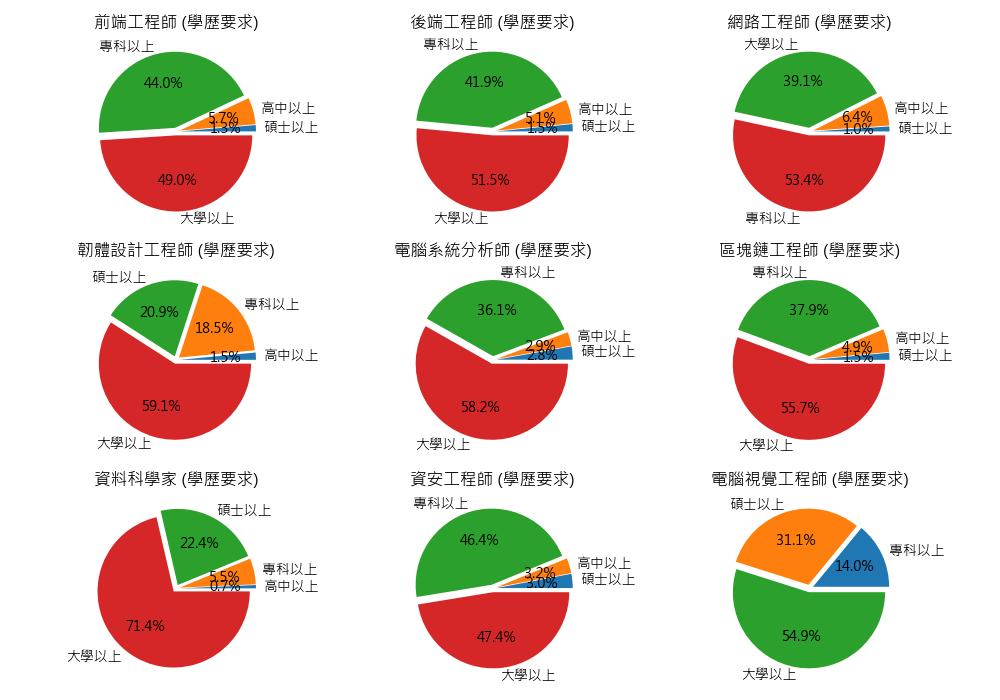 前端工程師 (學歷要求)
專科以上
44.0%
高中以上
5.7%
碩士以上
1.3%
49.0%
大學以上
後端工程師 (學歷要求)
專科以上
41.9%
高中以上
5.1%
碩士以上
1.5%
51.5%
大學以上
網路工程師 (學歷要求)
大學以上
39.1%
高中以上
6.4%
碩士以上
1.0%
53.4%
專科以上
韌體設計工程師 (學歷要求)
碩士以上
20.9%
專科以上
18.5%
高中以上
1.5%
59.1%
大學以上
電腦系統分析師 (學歷要求)
專科以上
36.1%
高中以上
2.9%
碩士以上
2.8%
58.2%
大學以上
區塊鏈工程師 (學歷要求)
專科以上
37.9%
高中以上
4.9%
碩士以上
1.5%
55.7%
大學以上
資料科學家 (學歷要求)
碩士以上
22.4%
專科以上
5.5%
高中以上
0.7%
71.4%
大學以上
資安工程師 (學歷要求)
專科以上
46.4%
高中以上
3.2%
碩士以上
3.0%
47.4%
大學以上
電腦視覺工程師 (學歷要求)
碩士以上
31.1%
專科以上
14.0%
54.9%
大學以上